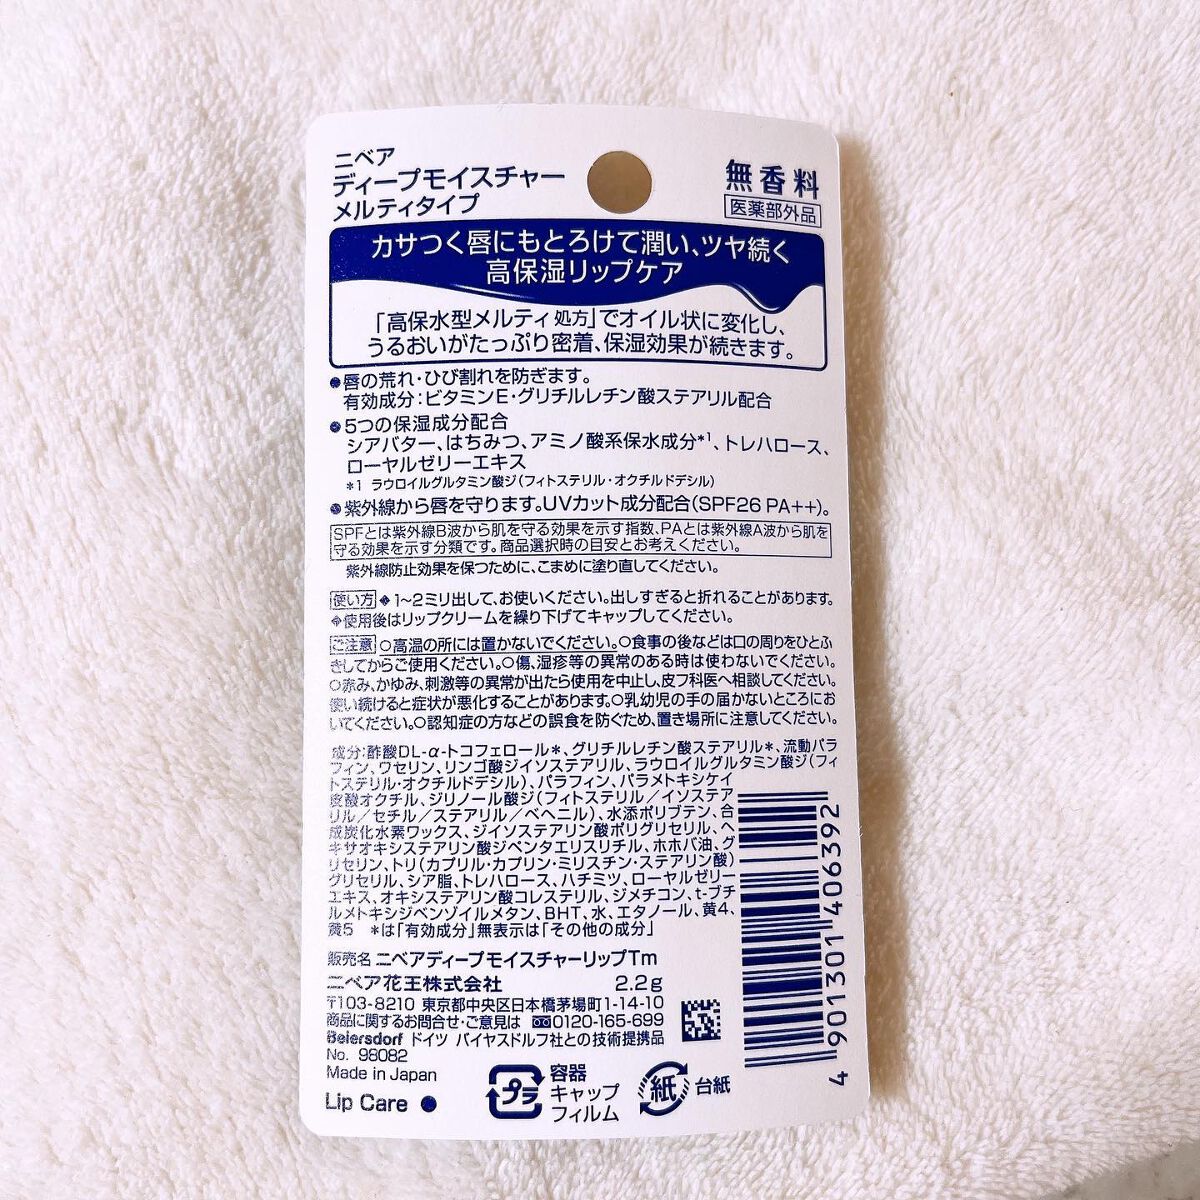 ニベア
ディープモイスチャー
メルティタイプ
無香料
医薬部外品
カサつく唇にもとろけて潤い、ツヤ続く
高保湿リップケア
「高保水型メルティ処方」でオイル状に変化し、
うるおいがたっぷり密着、保湿効果が続きます。
●唇の荒れ・ひび割れを防ぎます。
有効成分:ビタミンE・グリチルレチン酸ステアリル配合
●5つの保湿成分配合
シアバター、はちみつ、アミノ酸系保水成分*1、トレハロース、
ローヤルゼリーエキス
*1 ラウロイルグルタミン酸ジ(フィトステリル・オクチルドデシル)
●紫外線から唇を守ります。UVカット成分配合(SPF26 PA++)。
SPFとは紫外線B波から肌を守る効果を示す指数、PAとは紫外線A波から肌を
守る効果を示す分類です。商品選択時の目安とお考えください。
紫外線防止効果を保つために、こまめに塗り直してください。
使い方 ◆1~2ミリ出して、お使いください。出しすぎると折れることがあります。
◆使用後はリップクリームを繰り下げてキャップしてください。
ご注意 ○高温の所には置かないでください。○食事の後などは口の周りをひとふ
きしてからご使用ください。○傷、湿疹等の異常のある時は使わないでください。
○赤み、かゆみ、刺激等の異常が出たら使用を中止し、皮フ科医へ相談してください。
使い続けると症状が悪化することがあります。○乳幼児の手の届かないところにお
いてください。○認知症の方などの誤食を防ぐため、置き場所に注意してください。
成分:酢酸DL-α-トコフェロール*、グリチルレチン酸ステアリル*、流動パラ
フィン、ワセリン、リンゴ酸ジイソステアリル、ラウロイルグルタミン酸ジ(フィ
トステリル・オクチルドデシル)、パラフィン、パラメトキシケイ
皮酸オクチル、ジリノール酸ジ(フィトステリル/イソステア
リル/セチル/ステアリル/ベヘニル)、水添ポリブテン、合
成炭化水素ワックス、ジイソステアリン酸ポリグリセリル、ヘ
キサオキシステアリン酸ジペンタエリスリチル、ホホバ油、グ
リセリン、トリ(カプリル・カプリン・ミリスチン・ステアリン酸)
グリセリル、シア脂、トレハロース、ハチミツ、ローヤルゼリー
エキス、オキシステアリン酸コレステリル、ジメチコン、t-ブチ
ルメトキシジベンゾイルメタン、BHT、水、エタノール、黄4、
黄5 *は「有効成分」無表示は「その他の成分」
販売名 ニベアディープモイスチャーリップTm
ニベア花王株式会社 2.2g
〒103-8210 東京都中央区日本橋茅場町1-14-10
商品に関するお問合せ・ご意見は 0120-165-699
Beiersdorf ドイツ バイヤスドルフ社との技術提携品
No. 98082
Made in Japan
Lip Care ●
プラ
容器
キャップ
フィルム
紙
台紙
4 901301 406392